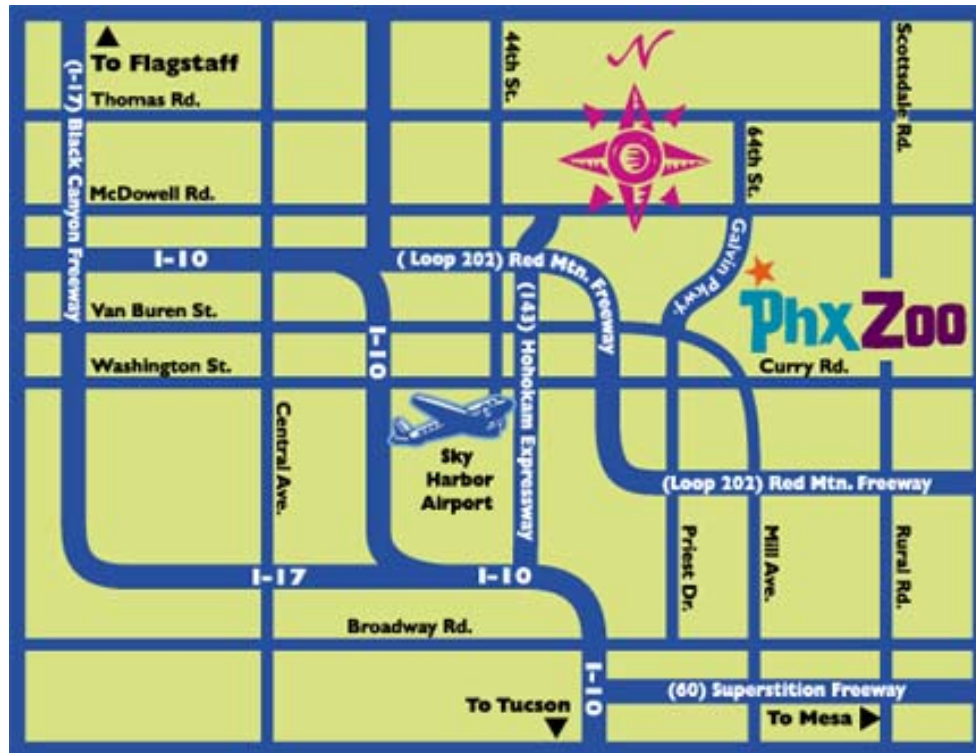 To Flagstaff
Thomas Rd.
(I-17) Black Canyon Freeway
44th St.
N
64th St.
Scottsdale Rd.
McDowell Rd.
I-10
(Loop 202) Red Mtn. Freeway
Galvin Pkwy.
PhxZoo
Van Buren St.
I-10
(143) Hohokam Expressway
Washington St.
Curry Rd.
Central Ave.
Sky
Harbor
Airport
(Loop 202) Red Mtn. Freeway
Priest Dr.
Mill Ave.
Rural Rd.
I-17
I-10
Broadway Rd.
I-10
(60) Superstition Freeway
To Tucson
To Mesa